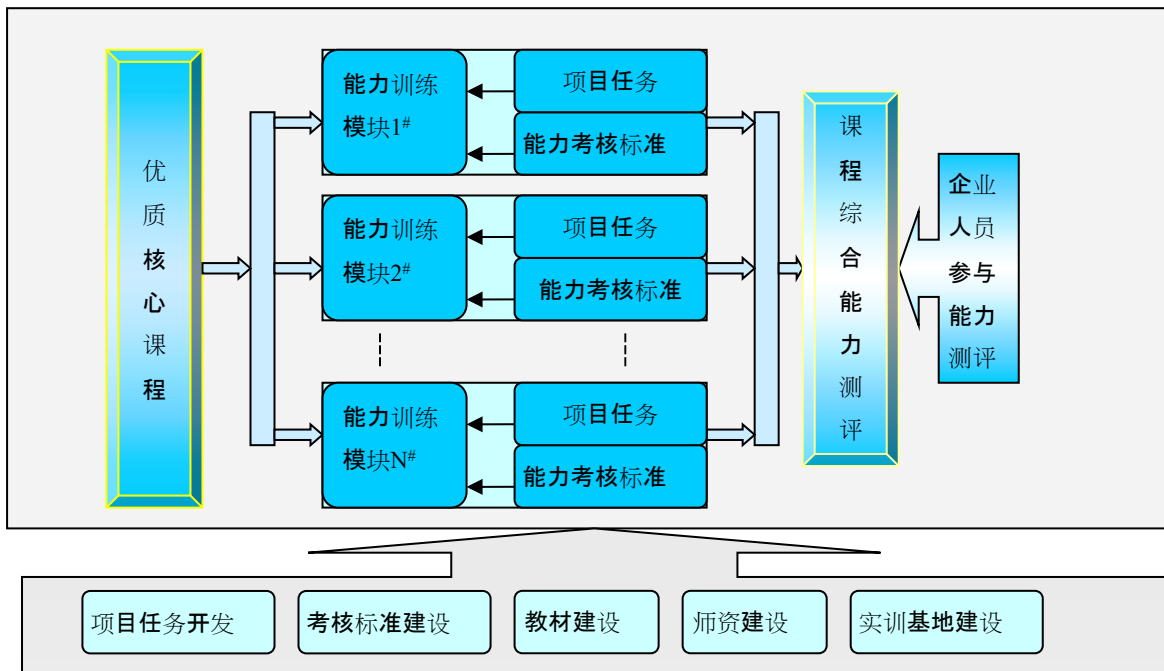 优质核心课程
能力训练
模块1#
项目任务
能力考核标准
能力训练
模块2#
项目任务
能力考核标准
能力训练
模块N#
项目任务
能力考核标准
课程综合能力测评
企业
人员
参与
能力
测评
项目任务开发
考核标准建设
教材建设
师资建设
实训基地建设